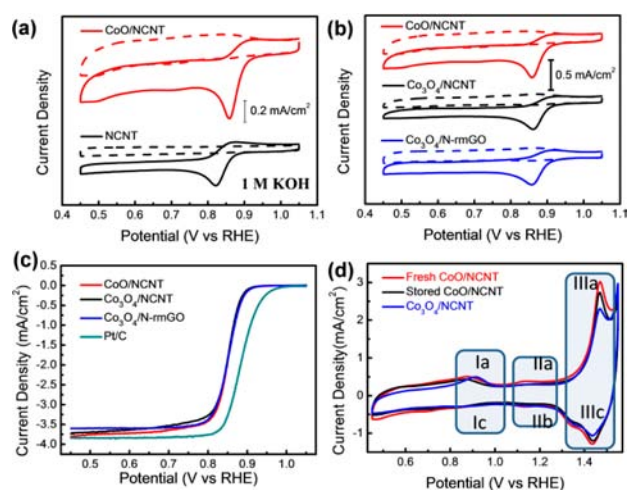 (a)
CoO/NCNT
0.2 mA/cm²
NCNT
1 M KOH
Current Density
0.4 0.5 0.6 0.7 0.8 0.9 1.0 1.1
Potential (V vs RHE)
(b)
CoO/NCNT
0.5 mA/cm²
Co₃O₄/NCNT
Co₃O₄/N-rmGO
Current Density
0.4 0.5 0.6 0.7 0.8 0.9 1.0 1.1
Potential (V vs RHE)
(c)
CoO/NCNT
Co₃O₄/NCNT
Co₃O₄/N-rmGO
Pt/C
Current Density (mA/cm²)
0.0
-0.5
-1.0
-1.5
-2.0
-2.5
-3.0
-3.5
-4.0
0.6 0.8 1.0
Potential (V vs RHE)
(d)
Fresh CoO/NCNT
Stored CoO/NCNT
Co₃O₄/NCNT
IIIa
Ia
IIa
Ic
IIb
IIIc
Current Density(mA/cm²)
3
2
1
0
-1
0.6 0.8 1.0 1.2 1.4
Potential (V vs RHE)